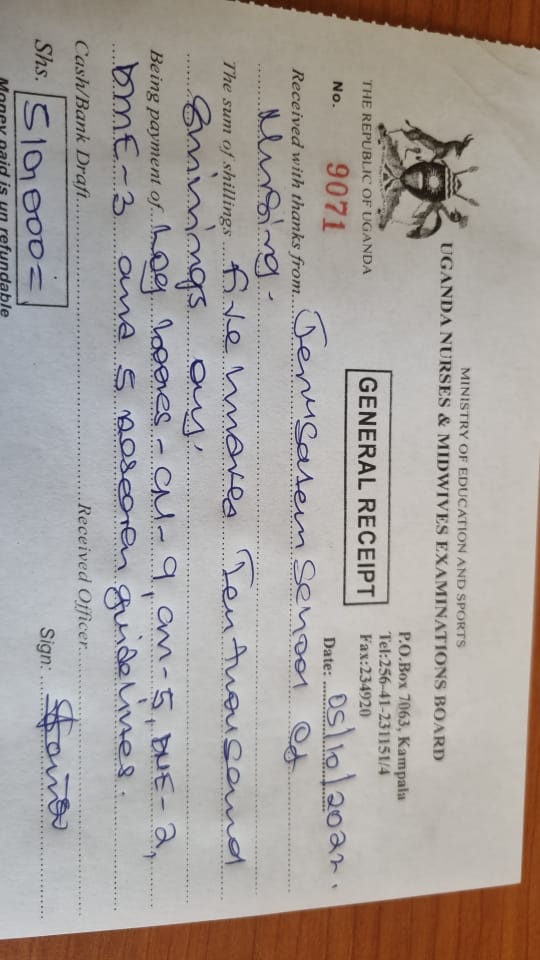 MINISTRY OF EDUCATION AND SPORTS
UGANDA NURSES & MIDWIVES EXAMINATIONS BOARD
P.O.Box 7063, Kampala
Tel:256-41-231151/4
Fax:234920
THE REPUBLIC OF UGANDA
GENERAL RECEIPT
No. 9071
Date: 05/10/2022.
Received with thanks from Jerusalem School of
Nursing.
The sum of shillings five Ten thousand
Shillings only.
Being payment of Log books - CM-9, CM-5, DME-2,
DME-3 and 5 research guidelines.
Cash/Bank Draft Received Officer
Shs. 510,000=
Sign:
Money paid is un refundable